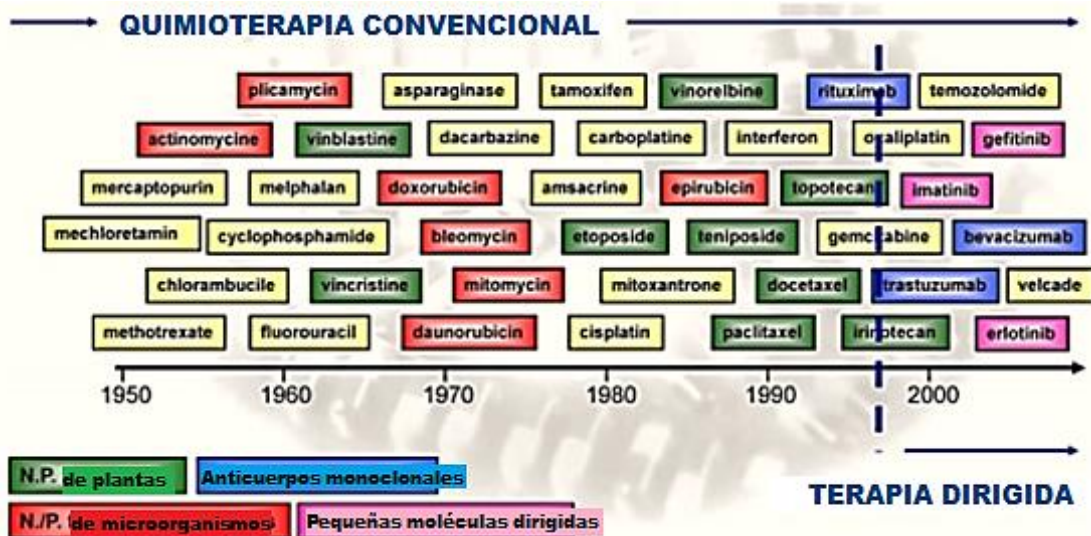 QUIMIOTERAPIA CONVENCIONAL
plicamycin asparaginase tamoxifen vinorelbine rituximab temozolomide
actinomycine vinblastine dacarbazine carboplatine interferon oxaliplatin gefitinib
mercaptopurin melphalan doxorubicin amsacrine epirubicin topotecan imatinib
mechloretamin cyclophosphamide bleomycin etoposide teniposide gemcitabine bevacizumab
chlorambucile vincristine mitomycin mitoxantrone docetaxel trastuzumab velcade
methotrexate fluorouracil daunorubicin cisplatin paclitaxel irinotecan erlotinib
1950 1960 1970 1980 1990 2000
N.P. de plantas Anticuerpos monoclonales
TERAPIA DIRIGIDA
N./P. de microorganismos Pequeñas moléculas dirigidas